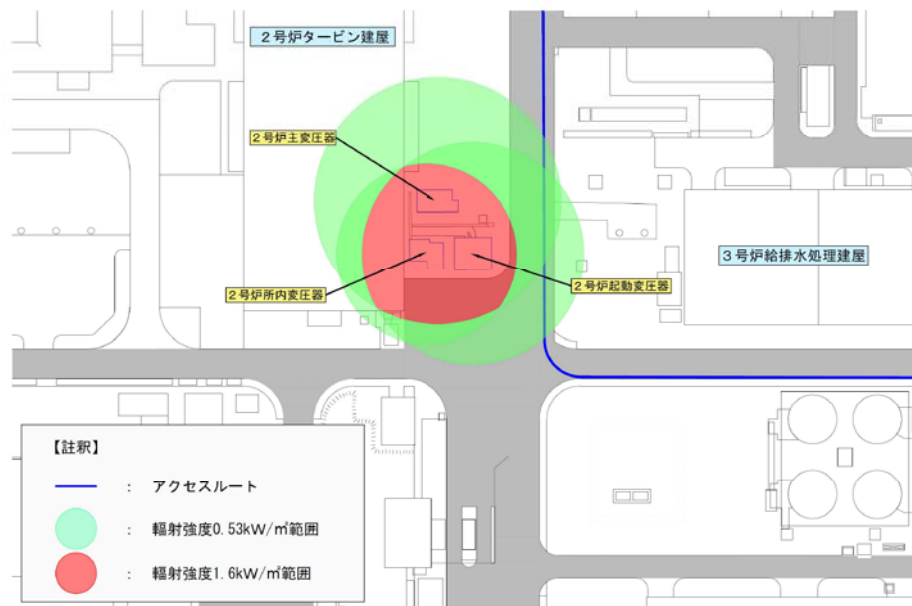 ２号炉タービン建屋
２号炉主変圧器
３号炉給排水処理建屋
２号炉所内変圧器
２号炉起動変圧器
【註釈】
： アクセスルート
： 輻射強度0.53kW/㎡範囲
： 輻射強度1.6kW/㎡範囲